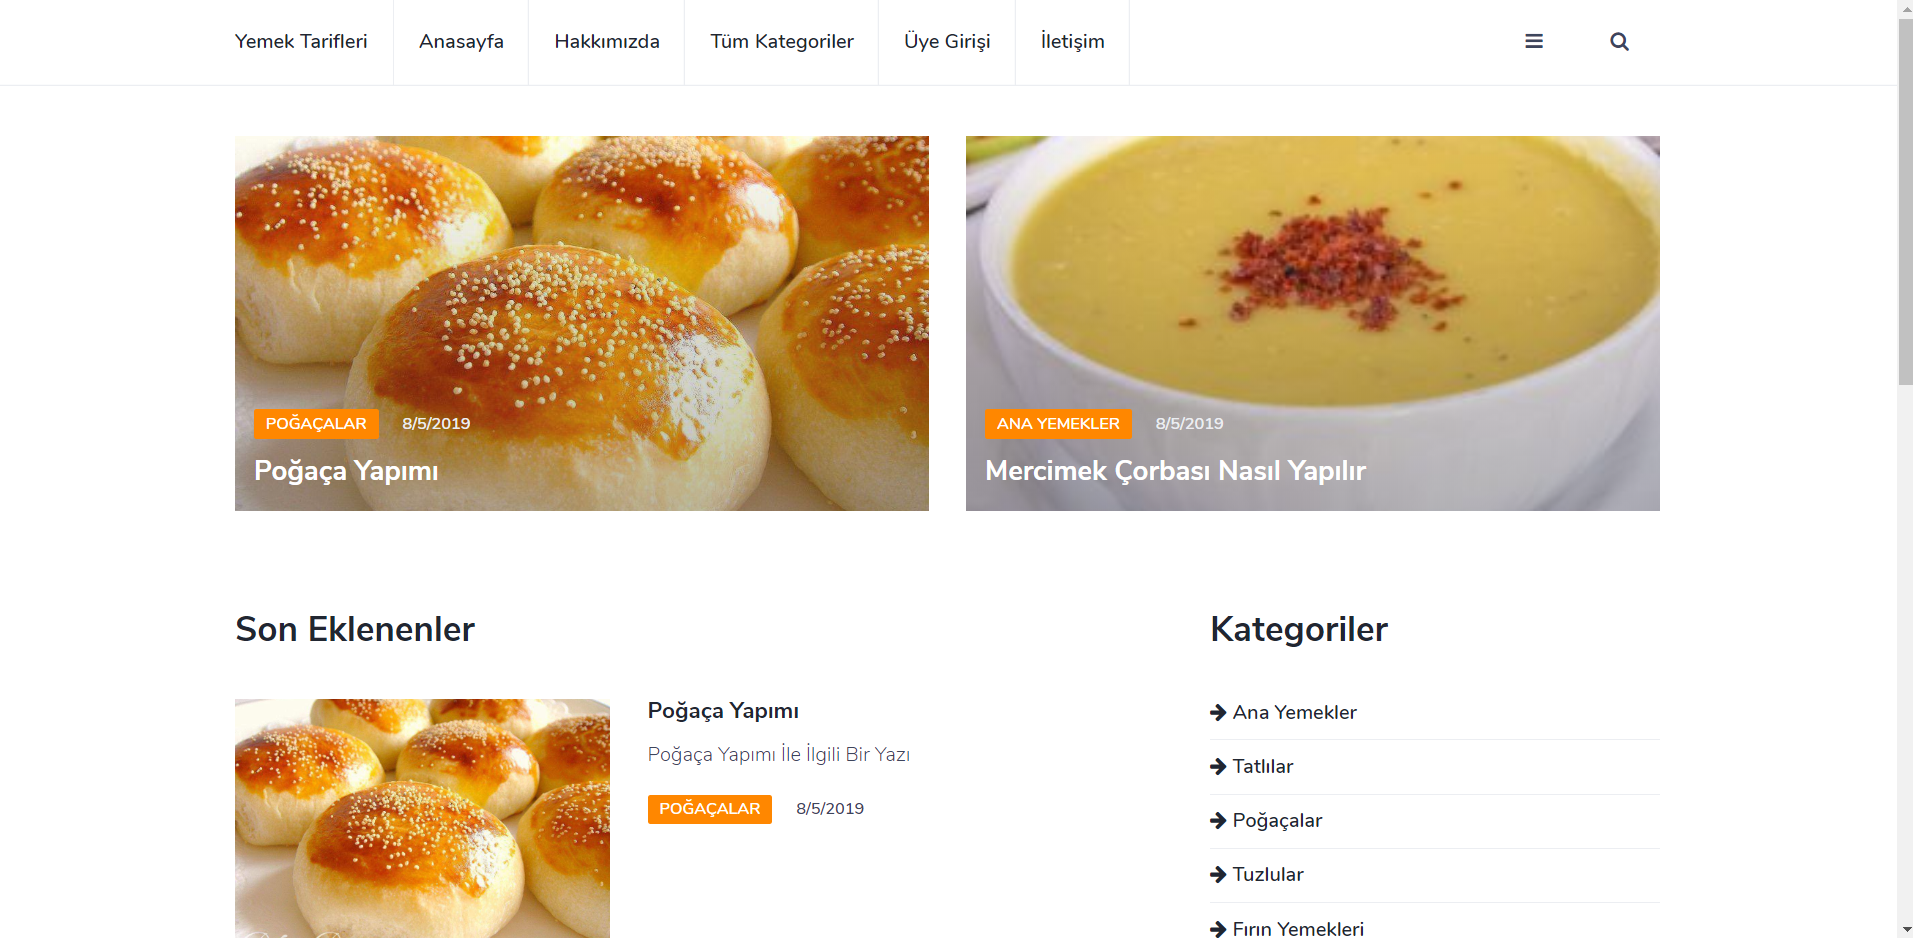 Yemek Tarifleri
Anasayfa
Hakkımızda
Tüm Kategoriler
Üye Girişi
İletişim
POĞAÇALAR 8/5/2019
Poğaça Yapımı
ANA YEMEKLER 8/5/2019
Mercimek Çorbası Nasıl Yapılır
Son Eklenenler
Poğaça Yapımı
Poğaça Yapımı İle İlgili Bir Yazı
POĞAÇALAR 8/5/2019
Kategoriler
Ana Yemekler
Tatlılar
Poğaçalar
Tuzlular
Fırın Yemekleri